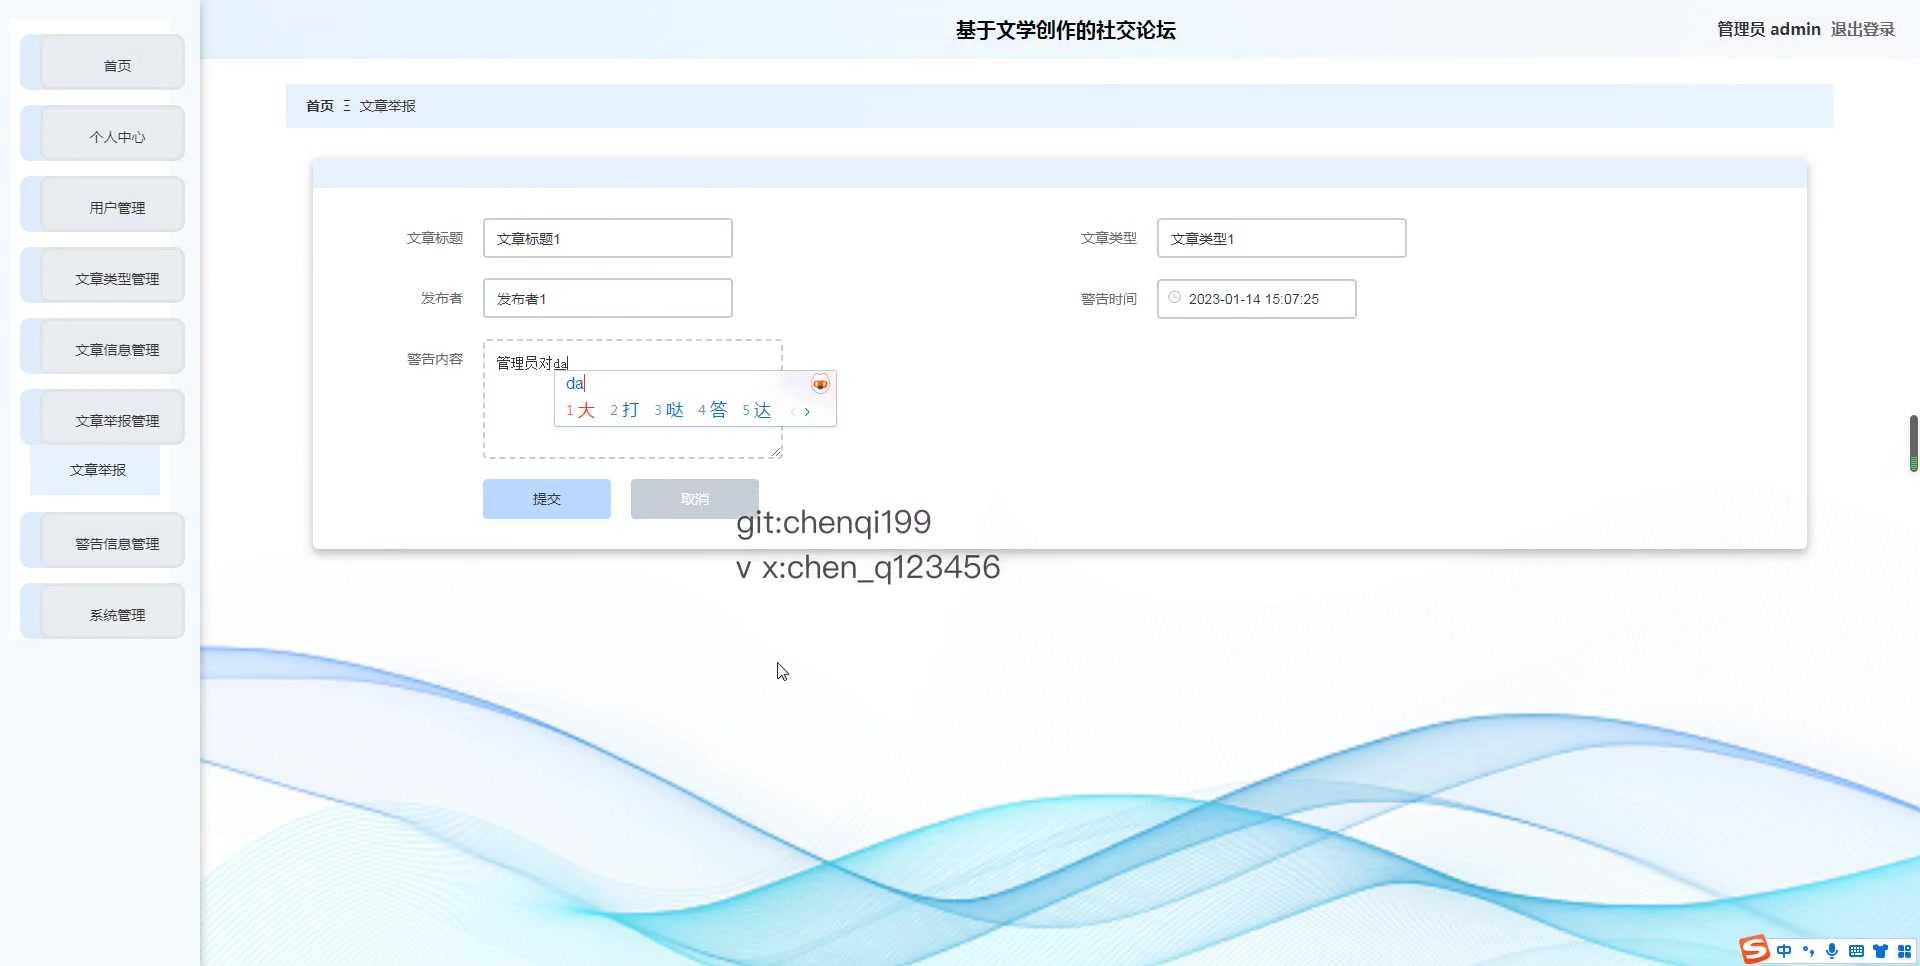 基于文学创作的社交论坛
管理员 admin 退出登录
首页
个人中心
用户管理
文章类型管理
文章信息管理
文章举报管理
文章举报
警告信息管理
系统管理
首页 Ξ 文章举报
文章标题 文章标题1 文章类型 文章类型1
发布者 发布者1 警告时间 2023-01-14 15:07:25
警告内容 管理员对da
da
1 大 2 打 3 哒 4 答 5 达
提交 取消
git:chenqi199
v x:chen_q123456
S 中